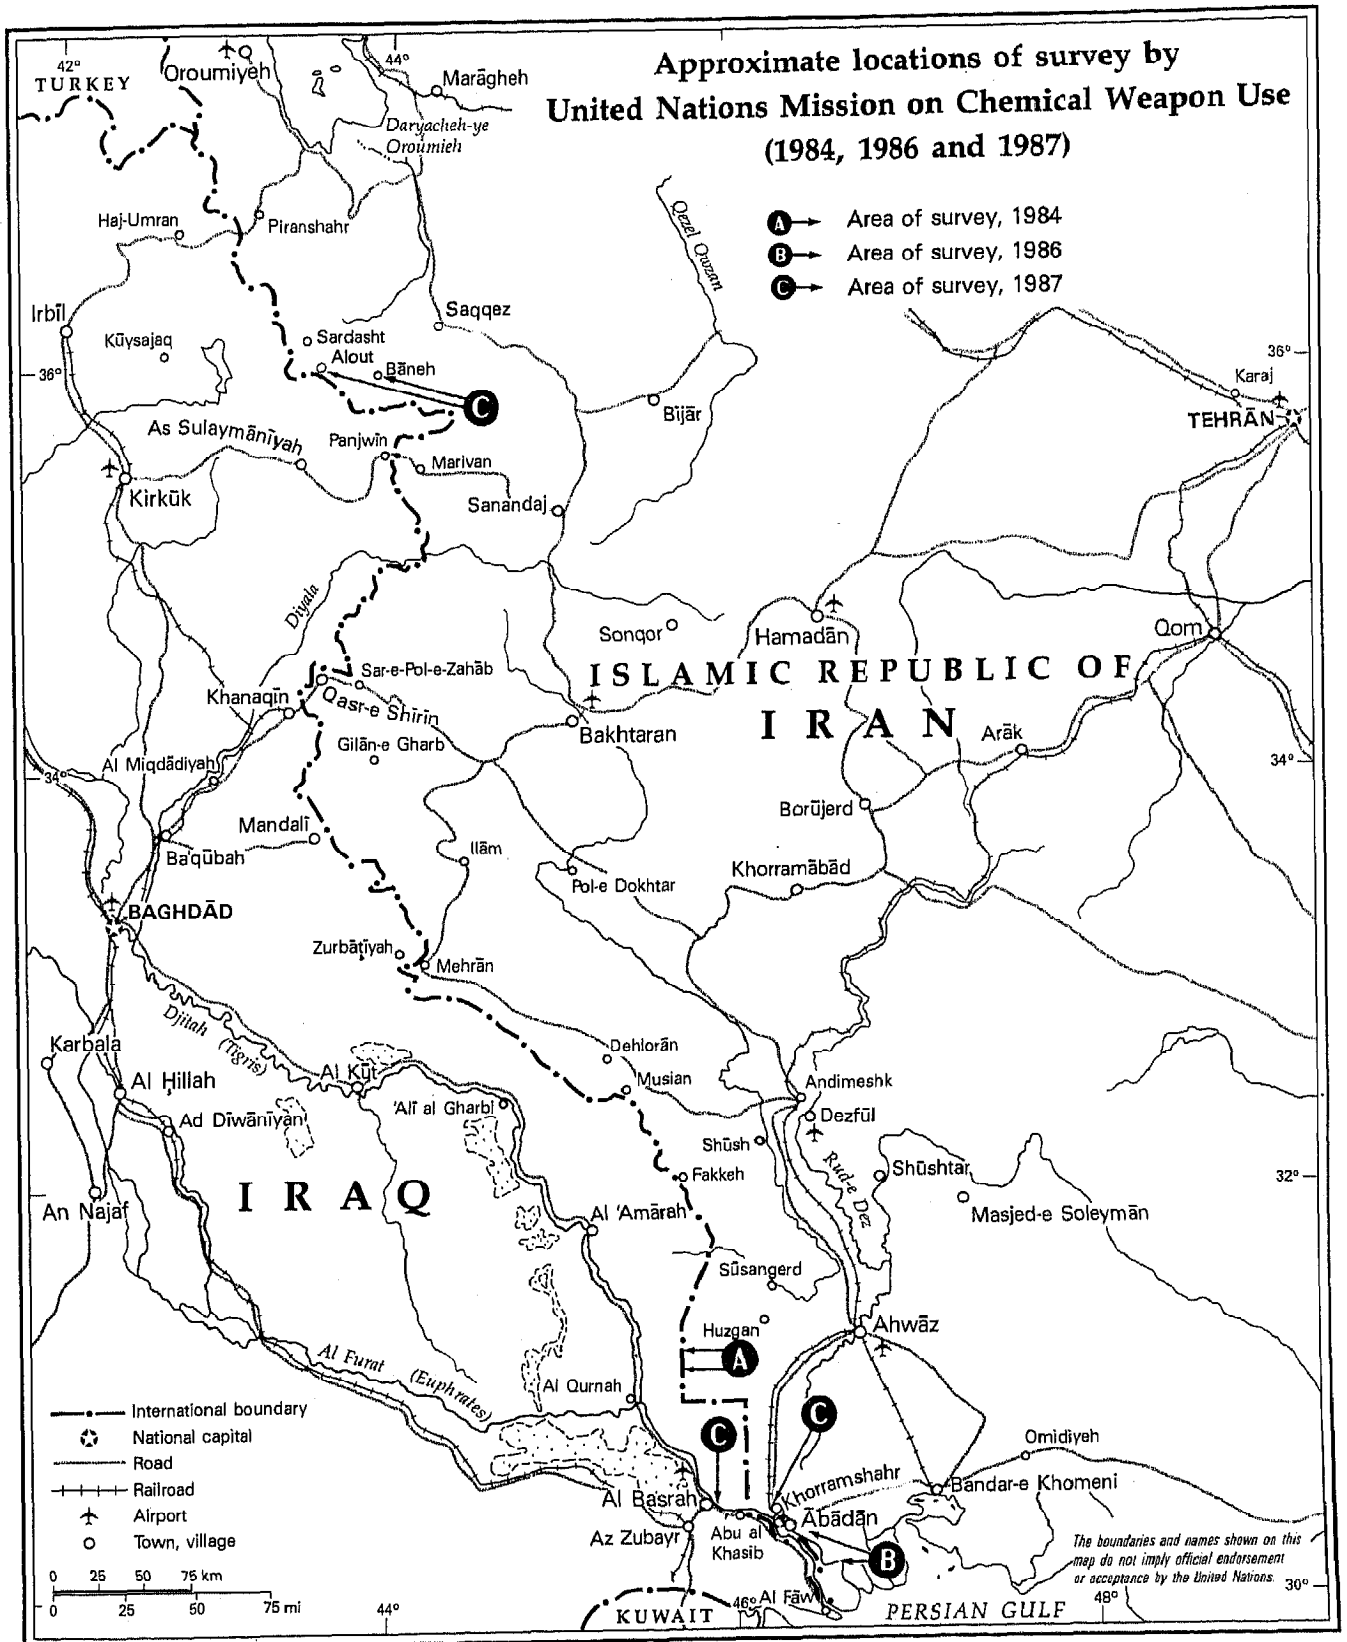 Approximate locations of survey by
United Nations Mission on Chemical Weapon Use
(1984, 1986 and 1987)
A Area of survey, 1984
B Area of survey, 1986
C Area of survey, 1987
42°
44°
TURKEY
Oroumiyeh
Marāgheh
Daryacheh-ye
Oroumieh
Haj-Umran
Piranshahr
Qezel Owzan
Irbīl
Saqqez
Kūysajaq
Sardasht
Alout
Bāneh
36°
36°
Karaj
TEHRĀN
C
Bījār
As Sulaymānīyah
Panjwīn
Marivan
Kirkūk
Sanandaj
Diyala
Sonqor
Hamadān
Qom
ISLAMIC REPUBLIC OF
IRAN
Sar-e-Pol-e-Zahāb
Khanaqīn
Qasr-e Shīrīn
Bakhtaran
Gilān-e Gharb
Arāk
Al Miqdādiyah
34°
34°
Borūjerd
Mandalī
Ba'qūbah
Ilām
Pol-e Dokhtar
Khorramābād
BAGHDĀD
Zurbāţīyah
Mehrān
Djitah (Tigris)
Karbala
Dehlorān
Al Kūt
Musian
Andimeshk
Al Ḩillah
'Alī al Gharbī
Dezfūl
Ad Dīwānīyah
Shūsh
Rud-e Dez
Shūshtar
Fakkeh
32°
IRAQ
An Najaf
Al 'Amārah
Masjed-e Soleymān
Sūsangerd
Huzgan
Ahwāz
A
Al Furat (Euphrates)
Al Qurnah
C
C
International boundary
National capital
Road
Railroad
Airport
Town, village
Omīdīyeh
Khorramshahr
Bandar-e Khomeni
Al Basrah
Ābādān
Az Zubayr
Abu al
Khasib
B
The boundaries and names shown on this
map do not imply official endorsement
or acceptance by the United Nations.
0 25 50 75 km
0 25 50 75 mi
30°
44°
KUWAIT
46°
Al Fāw
PERSIAN GULF
48°